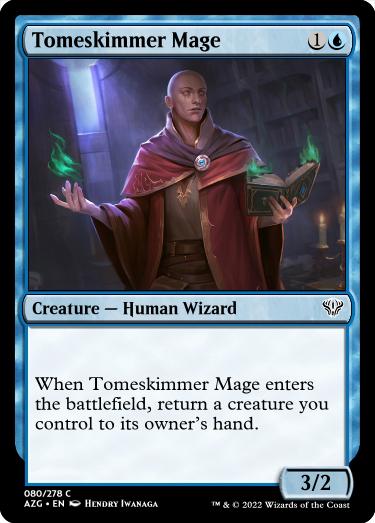 Tomeskimmer Mage 1
Creature — Human Wizard
When Tomeskimmer Mage enters
the battlefield, return a creature you
control to its owner's hand.
3/2
080/278 C
AZG • EN Hendry Iwanaga
™ & © 2022 Wizards of the Coast